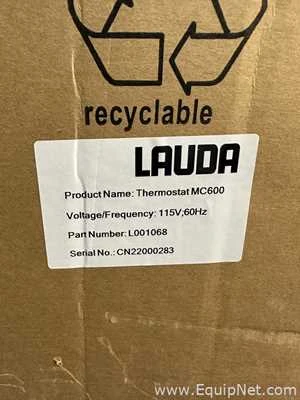 recyclable
LAUDA
Product Name: Thermostat MC600
Voltage/Frequency: 115V;60Hz
Part Number: L001068
Serial No.: CN22000283
www.EquipNet.com